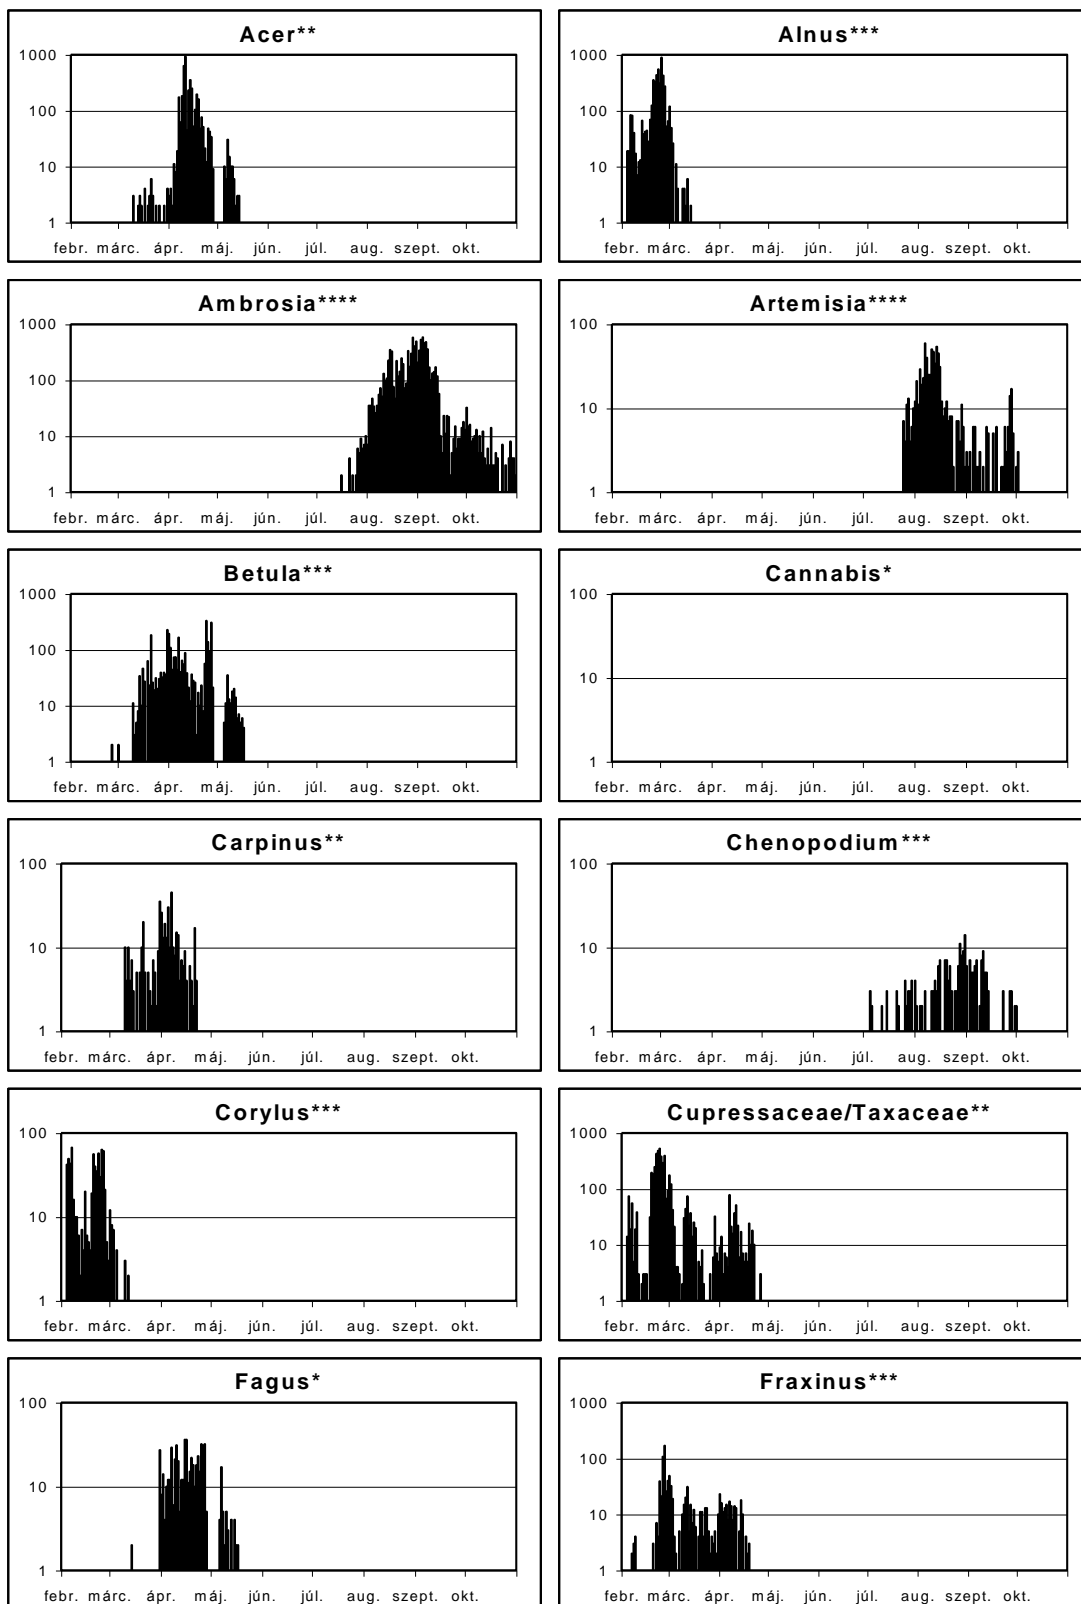 Acer**
1000
100
10
1
febr. márc. ápr. máj. jún. júl. aug. szept. okt.
Alnus***
1000
100
10
1
febr. márc. ápr. máj. jún. júl. aug. szept. okt.
Ambrosia****
1000
100
10
1
febr. márc. ápr. máj. jún. júl. aug. szept. okt.
Artemisia****
100
10
1
febr. márc. ápr. máj. jún. júl. aug. szept. okt.
Betula***
1000
100
10
1
febr. márc. ápr. máj. jún. júl. aug. szept. okt.
Cannabis*
100
10
1
febr. márc. ápr. máj. jún. júl. aug. szept. okt.
Carpinus**
100
10
1
febr. márc. ápr. máj. jún. júl. aug. szept. okt.
Chenopodium***
100
10
1
febr. márc. ápr. máj. jún. júl. aug. szept. okt.
Corylus***
100
10
1
febr. márc. ápr. máj. jún. júl. aug. szept. okt.
Cupressaceae/Taxaceae**
1000
100
10
1
febr. márc. ápr. máj. jún. júl. aug. szept. okt.
Fagus*
100
10
1
febr. márc. ápr. máj. jún. júl. aug. szept. okt.
Fraxinus***
1000
100
10
1
febr. márc. ápr. máj. jún. júl. aug. szept. okt.